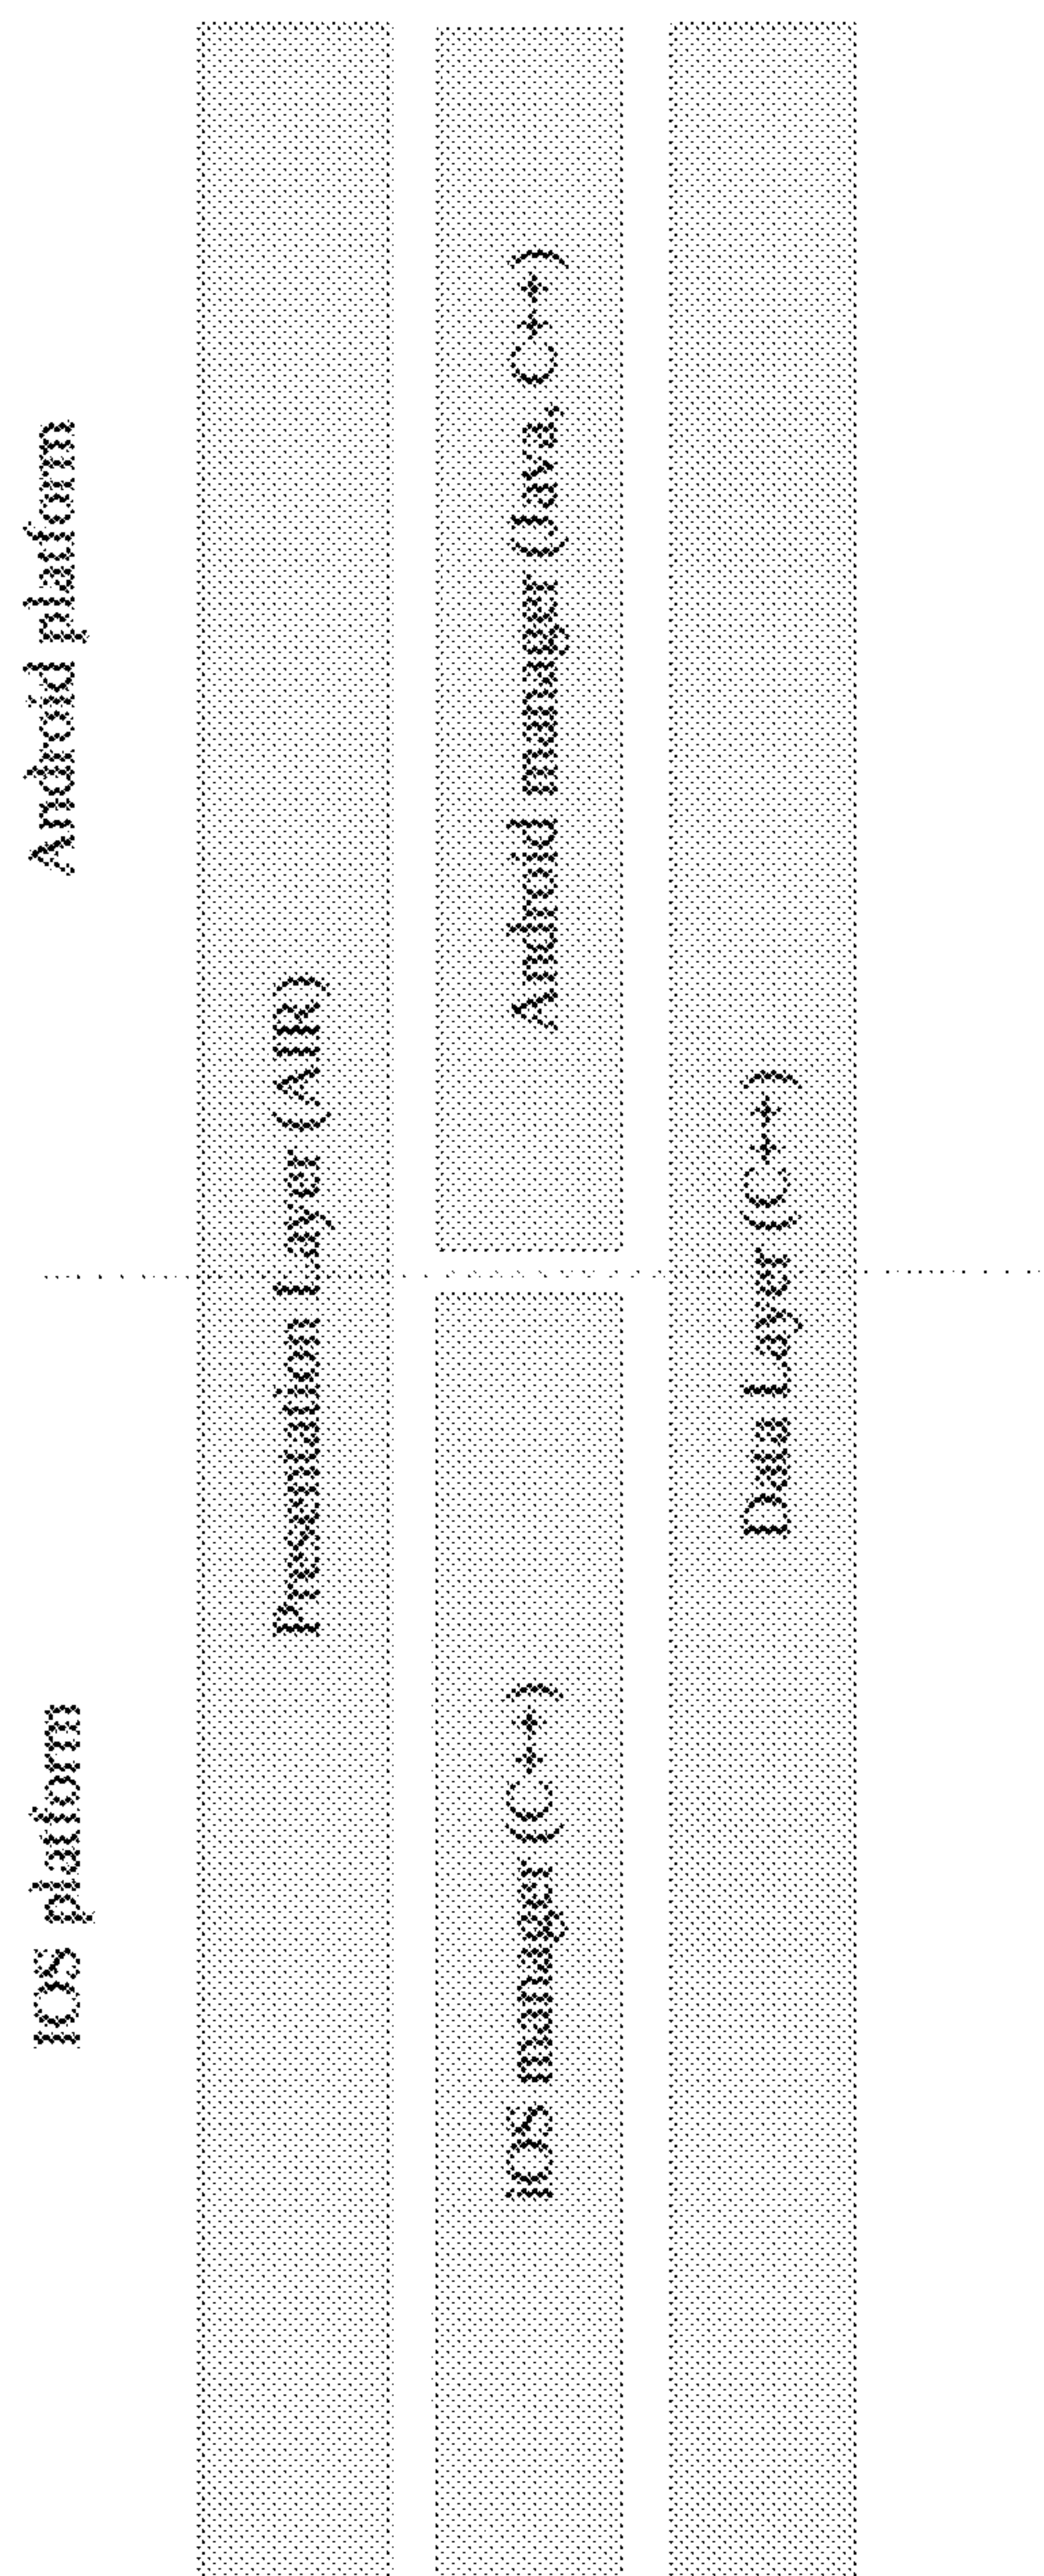 iOS platform
Android platform
Presentation Layer (AIR)
iOS manager (C++)
Android manager (Java, C++)
Data Layer (C++)